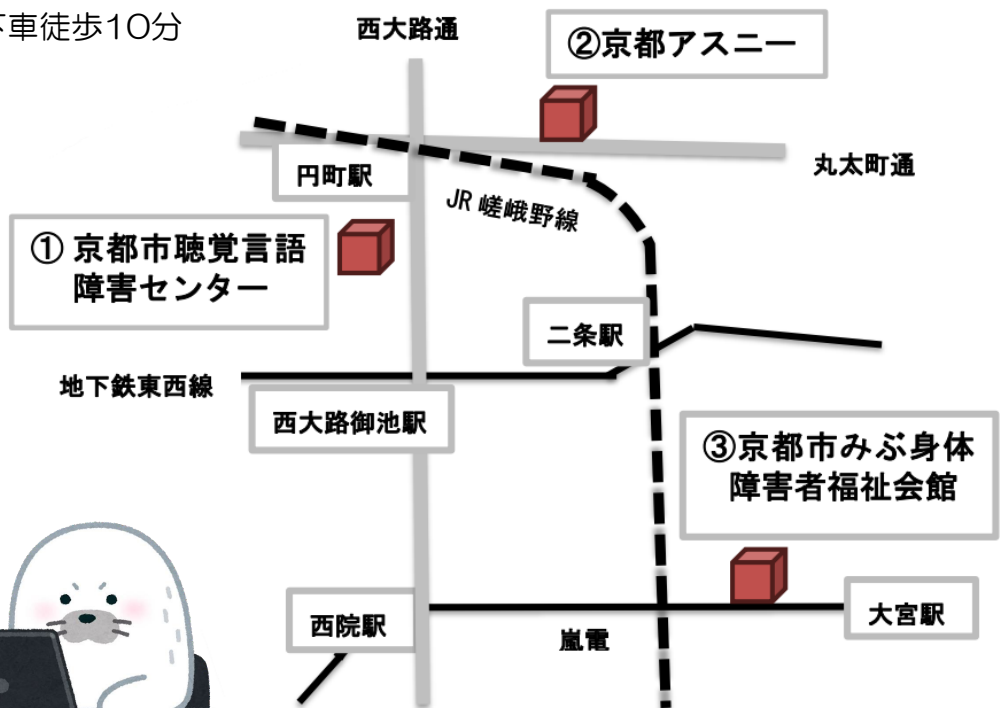 車徒歩10分
西大路通
②京都アスニー
円町駅
丸太町通
JR 嵯峨野線
① 京都市聴覚言語
障害センター
二条駅
地下鉄東西線
西大路御池駅
③京都市みぶ身体
障害者福祉会館
西院駅
嵐電
大宮駅